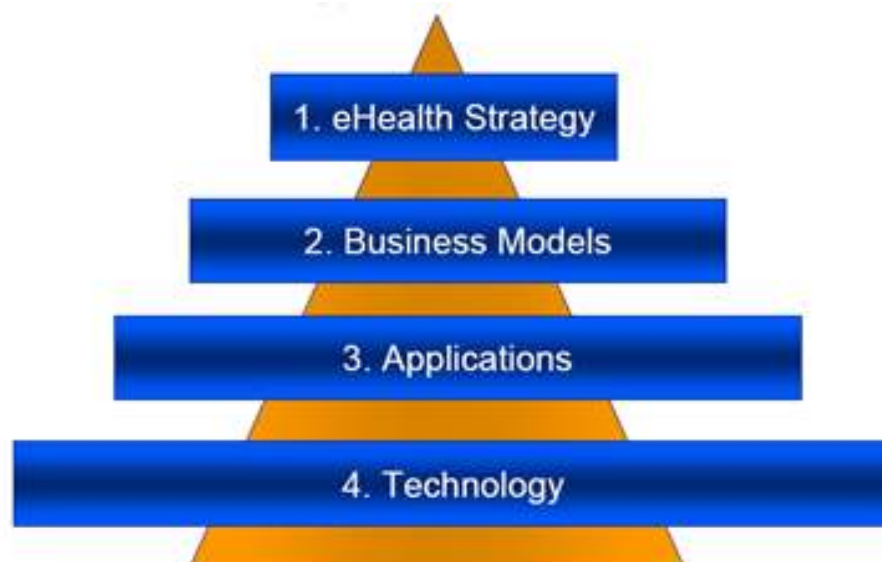 1. eHealth Strategy
2. Business Models
3. Applications
4. Technology